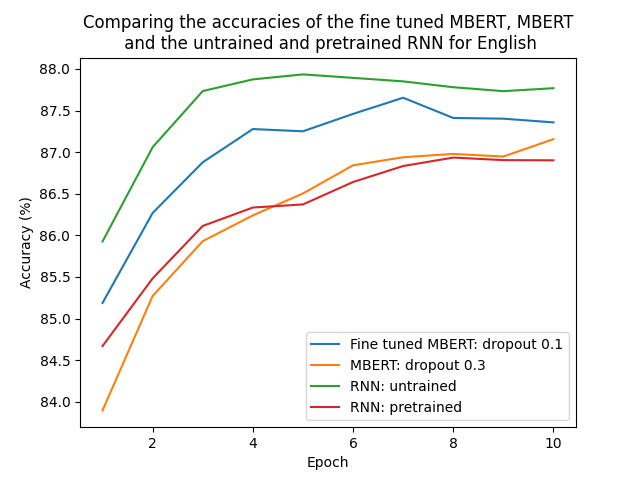 Comparing the accuracies of the fine tuned MBERT, MBERT
and the untrained and pretrained RNN for English
88.0
87.5
87.0
86.5
86.0
85.5
85.0
84.5
84.0
Accuracy (%)
Fine tuned MBERT: dropout 0.1
MBERT: dropout 0.3
RNN: untrained
RNN: pretrained
2 4 6 8 10
Epoch